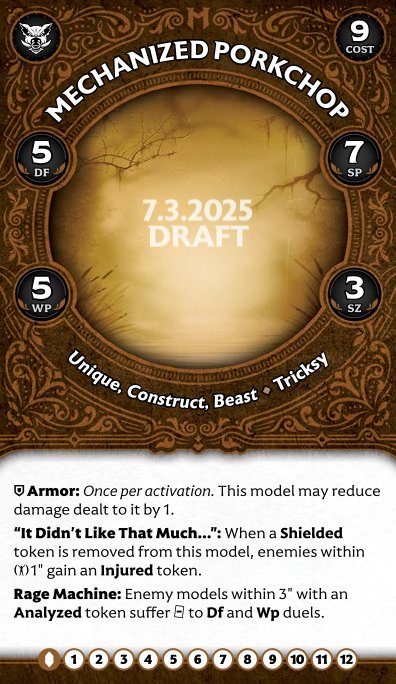 MECHANIZED PORKCHOP
9
COST
5
DF
7
SP
7.3.2025
DRAFT
5
WP
3
SZ
Unique, Construct, Beast ♦ Tricksy
Armor: Once per activation. This model may reduce
damage dealt to it by 1.
“It Didn’t Like That Much...”: When a Shielded
token is removed from this model, enemies within
1" gain an Injured token.
Rage Machine: Enemy models within 3" with an
Analyzed token suffer to Df and Wp duels.
1 2 3 4 5 6 7 8 9 10 11 12